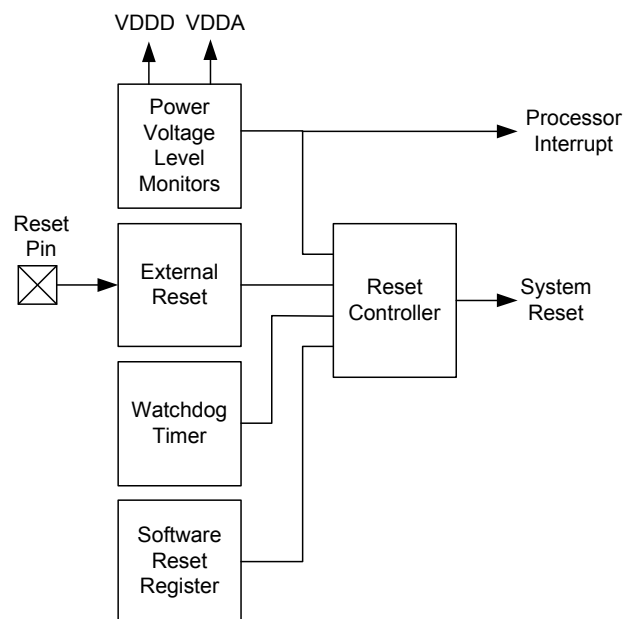 VDDD VDDA
Power
Voltage
Level
Monitors
Processor
Interrupt
Reset
Pin
External
Reset
Reset
Controller
System
Reset
Watchdog
Timer
Software
Reset
Register